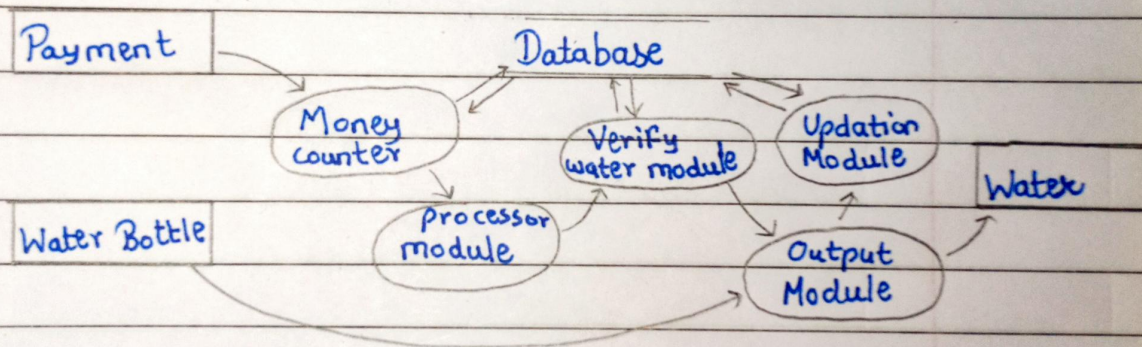 Payment
Database
Money
counter
Verify
water module
Updation
Module
Water
Water Bottle
processor
module
Output
Module